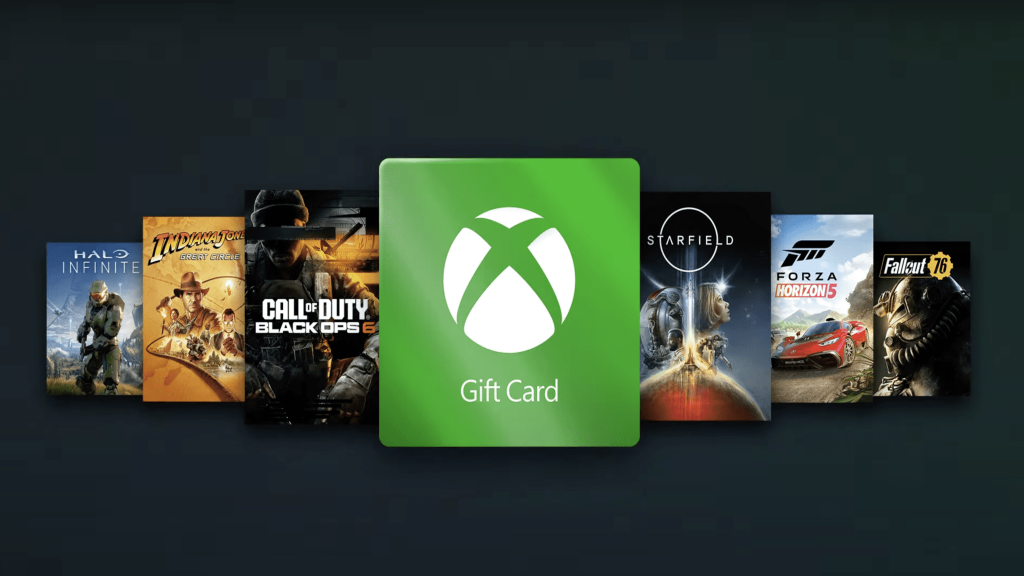 HALO
INFINITE
INDIANA JONES
and the
GREAT CIRCLE
CALL OF DUTY
BLACK OPS 6
Gift Card
STARFIELD
FORZA
HORIZON 5
Fallout 76